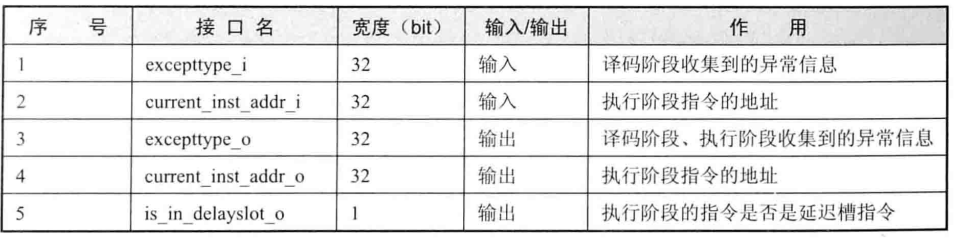 序 号 接 口 名 宽度（bit） 输入/输出 作 用
1 excepttype_i 32 输入 译码阶段收集到的异常信息
2 current_inst_addr_i 32 输入 执行阶段指令的地址
3 excepttype_o 32 输出 译码阶段、执行阶段收集到的异常信息
4 current_inst_addr_o 32 输出 执行阶段指令的地址
5 is_in_delayslot_o 1 输出 执行阶段的指令是否是延迟槽指令